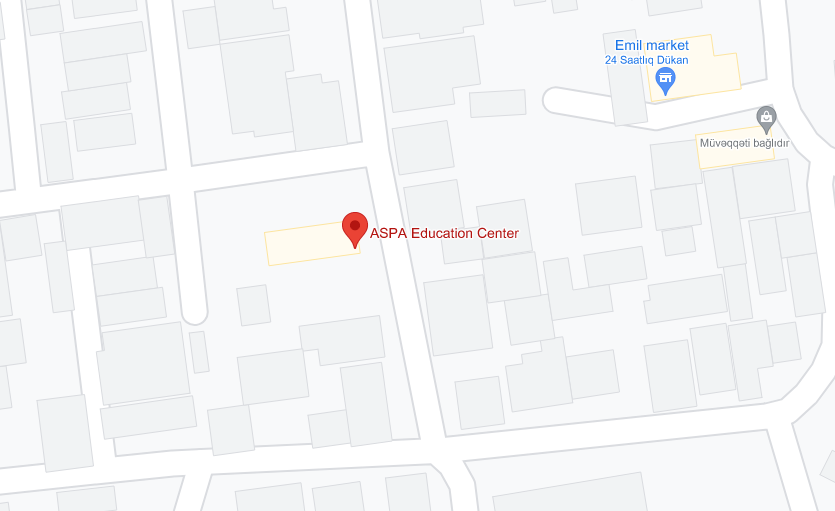 Emil market
24 Saatlıq Dükan
Müvəqqəti bağlıdır
ASPA Education Center